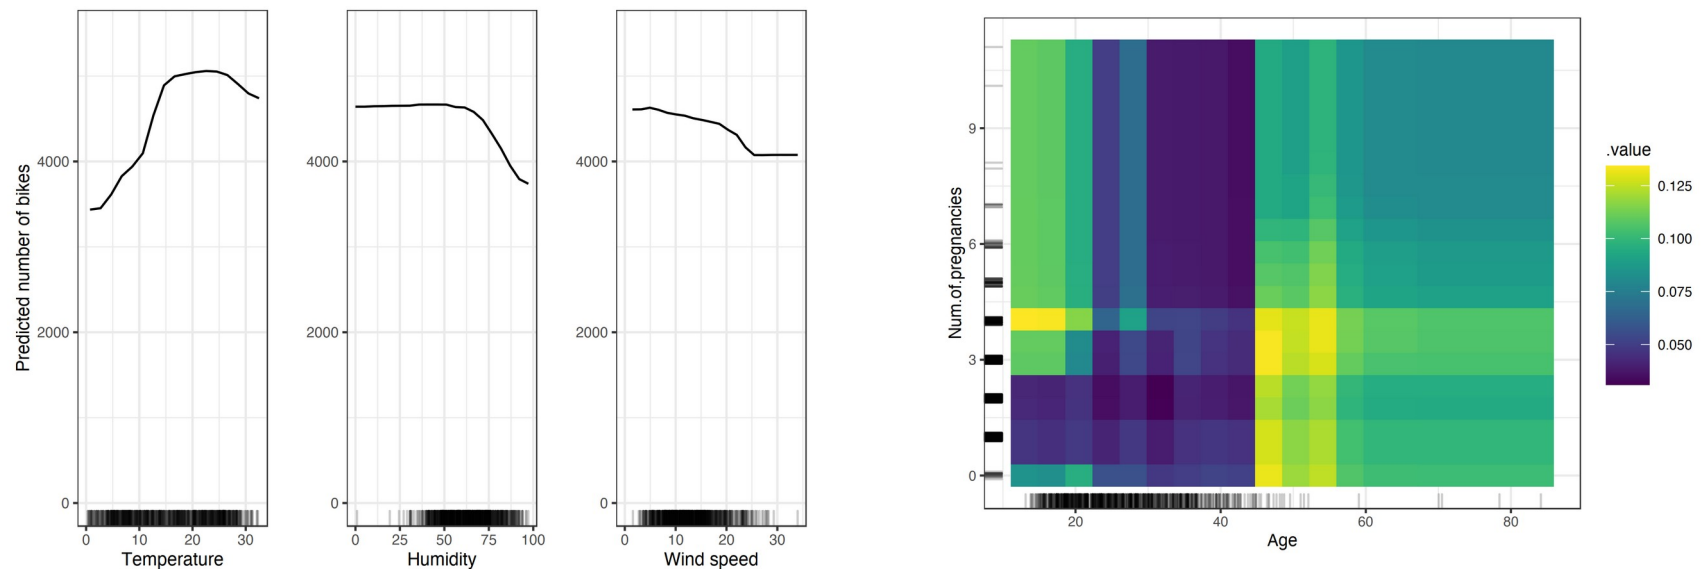 Predicted number of bikes
4000
2000
0
0 10 20 30
Temperature
4000
2000
0
0 25 50 75 100
Humidity
4000
2000
0
0 10 20 30
Wind speed
Num.of.pregnancies
9
6
3
0
20 40 60 80
Age
.value
0.125
0.100
0.075
0.050